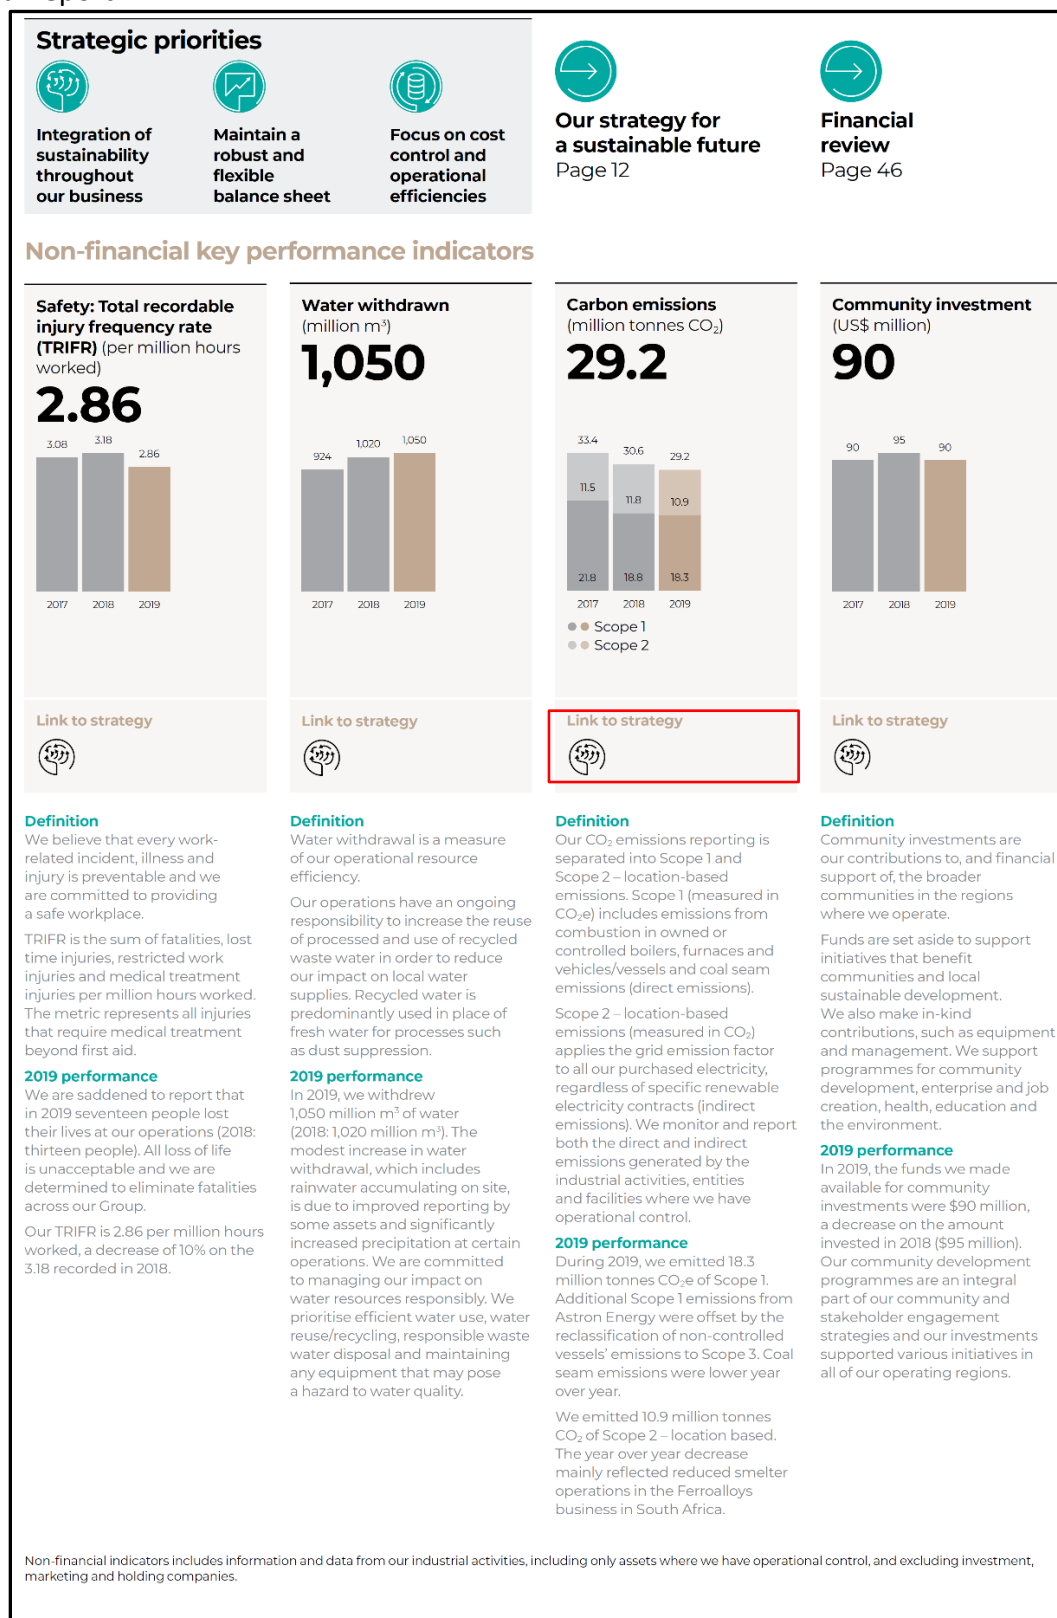 Strategic priorities
Integration of
sustainability
throughout
our business
Maintain a
robust and
flexible
balance sheet
Focus on cost
control and
operational
efficiencies
Our strategy for
a sustainable future
Page 12
Financial
review
Page 46
Non-financial key performance indicators
Safety: Total recordable
injury frequency rate
(TRIFR) (per million hours
worked)
2.86
3.08
3.18
2.86
2017
2018
2019
Link to strategy
Definition
We believe that every work-
related incident, illness and
injury is preventable and we
are committed to providing
a safe workplace.
TRIFR is the sum of fatalities, lost
time injuries, restricted work
injuries and medical treatment
injuries per million hours worked.
The metric represents all injuries
that require medical treatment
beyond first aid.
2019 performance
We are saddened to report that
in 2019 seventeen people lost
their lives at our operations (2018:
thirteen people). All loss of life
is unacceptable and we are
determined to eliminate fatalities
across our Group.
Our TRIFR is 2.86 per million hours
worked, a decrease of 10% on the
3.18 recorded in 2018.
Water withdrawn
(million m³)
1,050
924
1,020
1,050
2017
2018
2019
Link to strategy
Definition
Water withdrawal is a measure
of our operational resource
efficiency.
Our operations have an ongoing
responsibility to increase the reuse
of processed and use of recycled
waste water in order to reduce
our impact on local water
supplies. Recycled water is
predominantly used in place of
fresh water for processes such
as dust suppression.
2019 performance
In 2019, we withdrew
1,050 million m³ of water
(2018: 1,020 million m³). The
modest increase in water
withdrawal, which includes
rainwater accumulating on site,
is due to improved reporting by
some assets and significantly
increased precipitation at certain
operations. We are committed
to managing our impact on
water resources responsibly. We
prioritise efficient water use, water
reuse/recycling, responsible waste
water disposal and maintaining
any equipment that may pose
a hazard to water quality.
Carbon emissions
(million tonnes CO₂)
29.2
33.4
30.6
29.2
11.5
11.8
10.9
21.8
18.8
18.3
2017
2018
2019
Scope 1
Scope 2
Link to strategy
Definition
Our CO₂ emissions reporting is
separated into Scope 1 and
Scope 2 – location-based
emissions. Scope 1 (measured in
CO₂e) includes emissions from
combustion in owned or
controlled boilers, furnaces and
vehicles/vessels and coal seam
emissions (direct emissions).
Scope 2 – location-based
emissions (measured in CO₂)
applies the grid emission factor
to all our purchased electricity,
regardless of specific renewable
electricity contracts (indirect
emissions). We monitor and report
both the direct and indirect
emissions generated by the
industrial activities, entities
and facilities where we have
operational control.
2019 performance
During 2019, we emitted 18.3
million tonnes CO₂e of Scope 1.
Additional Scope 1 emissions from
Astron Energy were offset by the
reclassification of non-controlled
vessels' emissions to Scope 3. Coal
seam emissions were lower year
over year.
We emitted 10.9 million tonnes
CO₂ of Scope 2 – location based.
The year over year decrease
mainly reflected reduced smelter
operations in the Ferroalloys
business in South Africa.
Community investment
(US$ million)
90
90
95
90
2017
2018
2019
Link to strategy
Definition
Community investments are
our contributions to, and financial
support of, the broader
communities in the regions
where we operate.
Funds are set aside to support
initiatives that benefit
communities and local
sustainable development.
We also make in-kind
contributions, such as equipment
and management. We support
programmes for community
development, enterprise and job
creation, health, education and
the environment.
2019 performance
In 2019, the funds we made
available for community
investments were $90 million,
a decrease on the amount
invested in 2018 ($95 million).
Our community development
programmes are an integral
part of our community and
stakeholder engagement
strategies and our investments
supported various initiatives in
all of our operating regions.
Non-financial indicators includes information and data from our industrial activities, including only assets where we have operational control, and excluding investment,
marketing and holding companies.